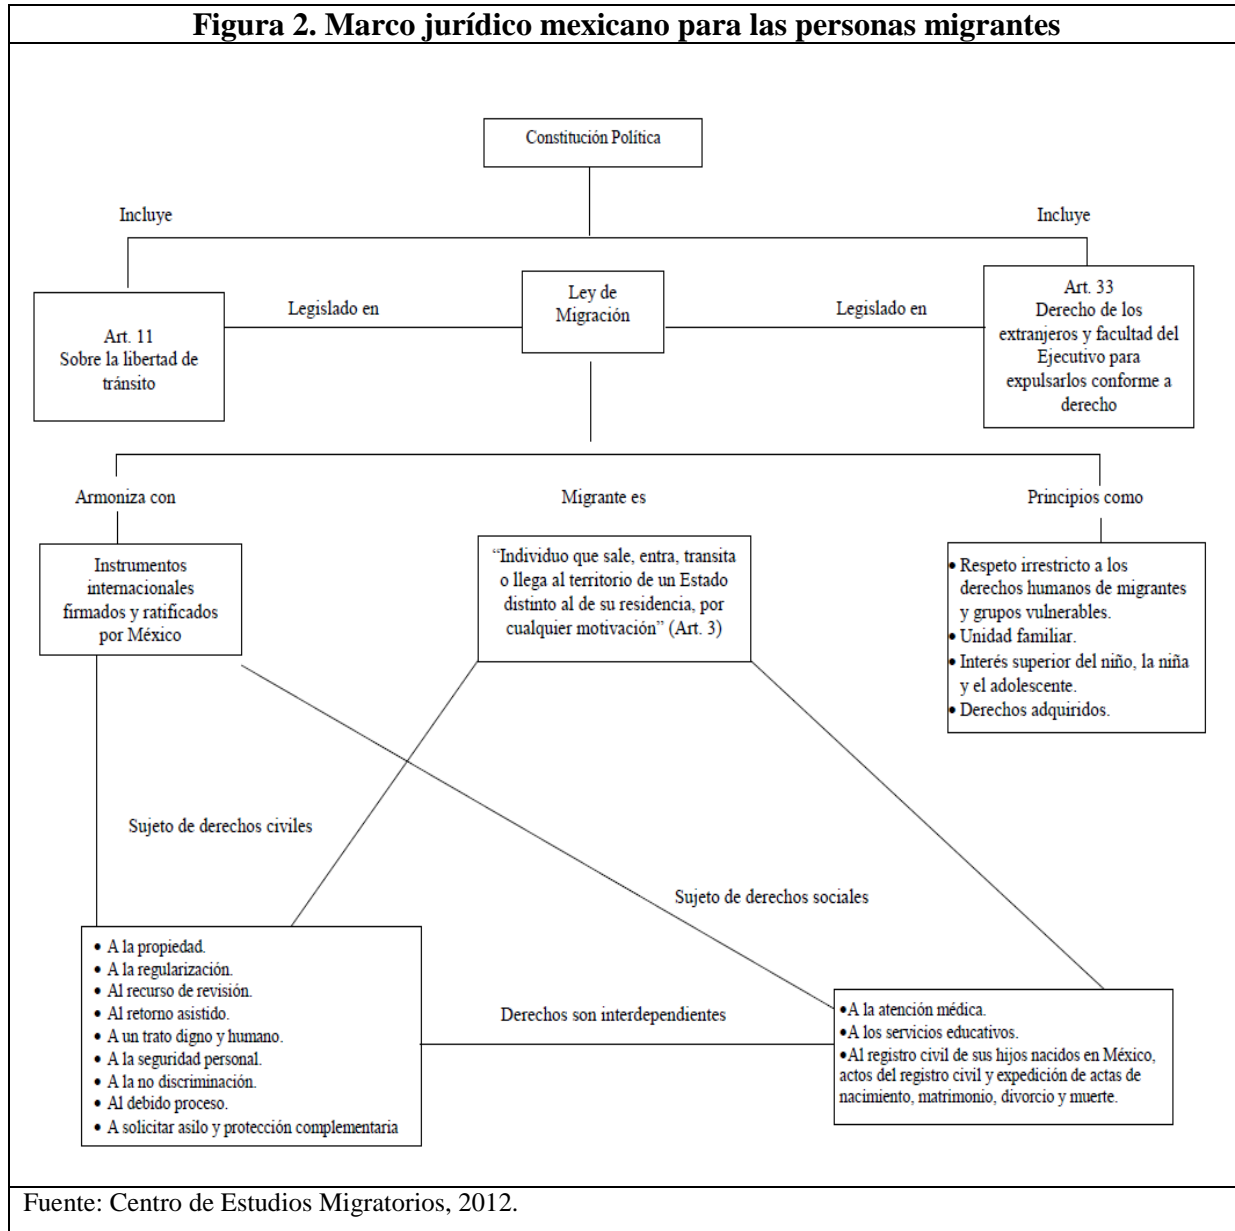 Figura 2. Marco jurídico mexicano para las personas migrantes
Constitución Política
Incluye
Incluye
Art. 11
Sobre la libertad de
tránsito
Legislado en
Ley de
Migración
Legislado en
Art. 33
Derecho de los
extranjeros y facultad del
Ejecutivo para
expulsarlos conforme a
derecho
Armoniza con
Migrante es
Principios como
Instrumentos
internacionales
firmados y ratificados
por México
“Individuo que sale, entra, transita
o llega al territorio de un Estado
distinto al de su residencia, por
cualquier motivación” (Art. 3)
• Respeto irrestricto a los
derechos humanos de migrantes
y grupos vulnerables.
• Unidad familiar.
• Interés superior del niño, la niña
y el adolescente.
• Derechos adquiridos.
Sujeto de derechos civiles
Sujeto de derechos sociales
• A la propiedad.
• A la regularización.
• Al recurso de revisión.
• Al retorno asistido.
• A un trato digno y humano.
• A la seguridad personal.
• A la no discriminación.
• Al debido proceso.
• A solicitar asilo y protección complementaria
Derechos son interdependientes
•A la atención médica.
•A los servicios educativos.
•Al registro civil de sus hijos nacidos en México,
actos del registro civil y expedición de actas de
nacimiento, matrimonio, divorcio y muerte.
Fuente: Centro de Estudios Migratorios, 2012.